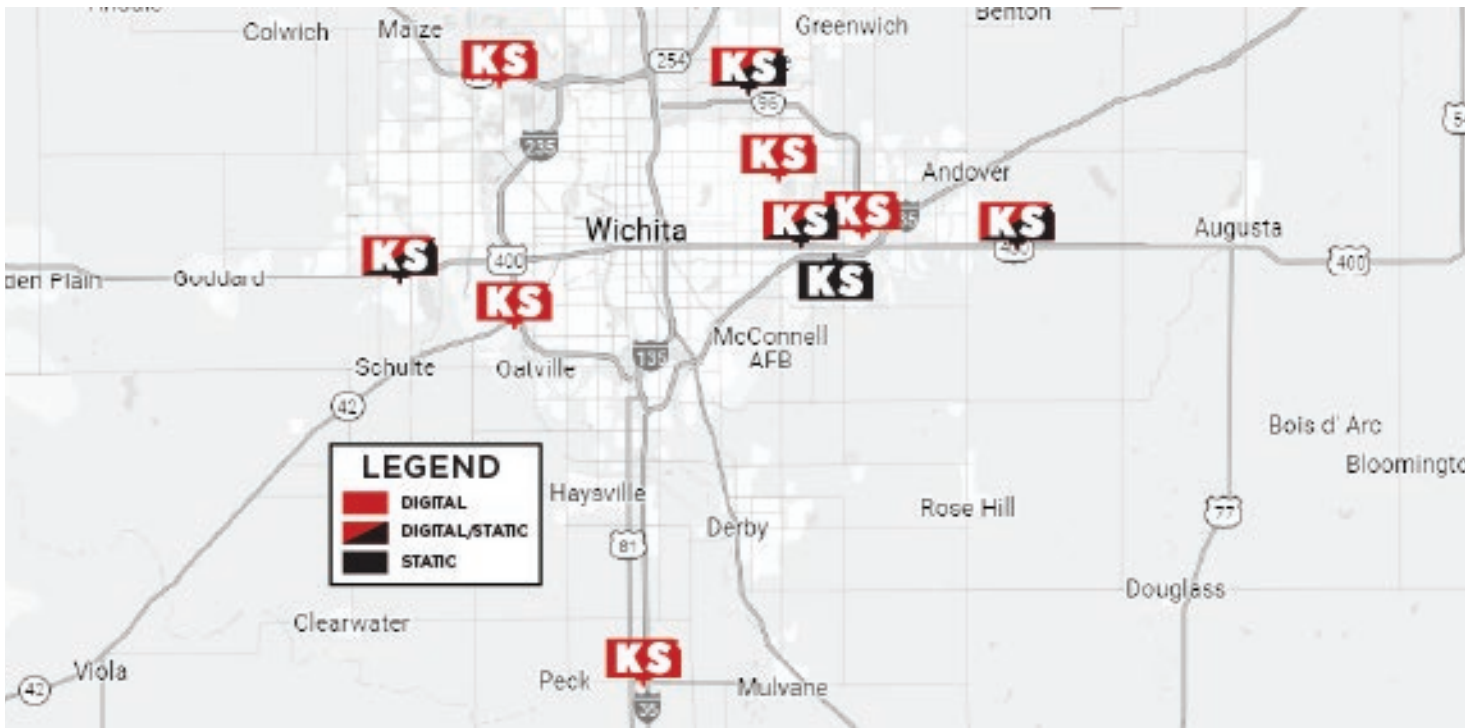 Colwich
Maize
Greenwich
Benton
KS
254
KS
96
235
KS
Andover
KS
KS
35
KS
Wichita
Augusta
KS
400
400
400
den Plain
Goddard
KS
KS
McConnell
AFB
135
Schulte
Oatville
42
LEGEND
DIGITAL
DIGITAL/STATIC
STATIC
Bois d' Arc
Bloomingto
Haysville
Rose Hill
77
Derby
81
Douglass
Clearwater
KS
Viola
Peck
Mulvane
42
35